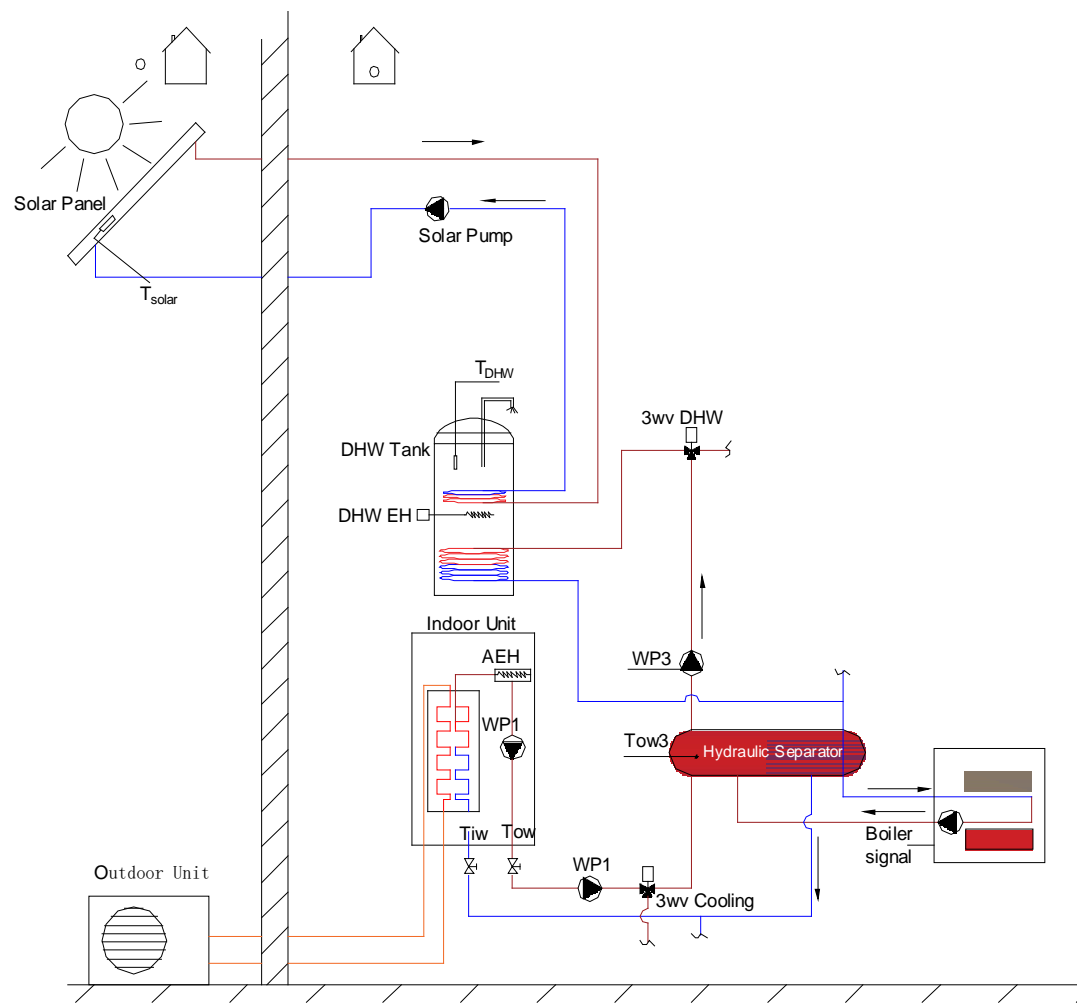 Solar Panel
Tsolar
Solar Pump
TDHW
3wv DHW
DHW Tank
DHW EH
Indoor Unit
AEH
WP3
WP1
Tow3
Hydraulic Separator
Tiw
Tow
Boiler
signal
WP1
3wv Cooling
Outdoor Unit